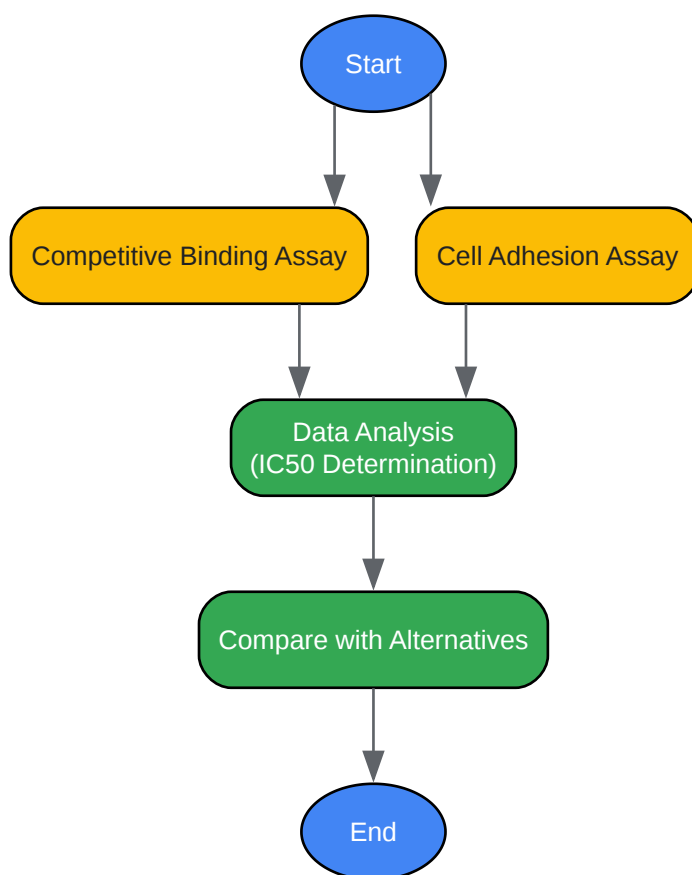 Start
Competitive Binding Assay
Cell Adhesion Assay
Data Analysis
(IC50 Determination)
Compare with Alternatives
End